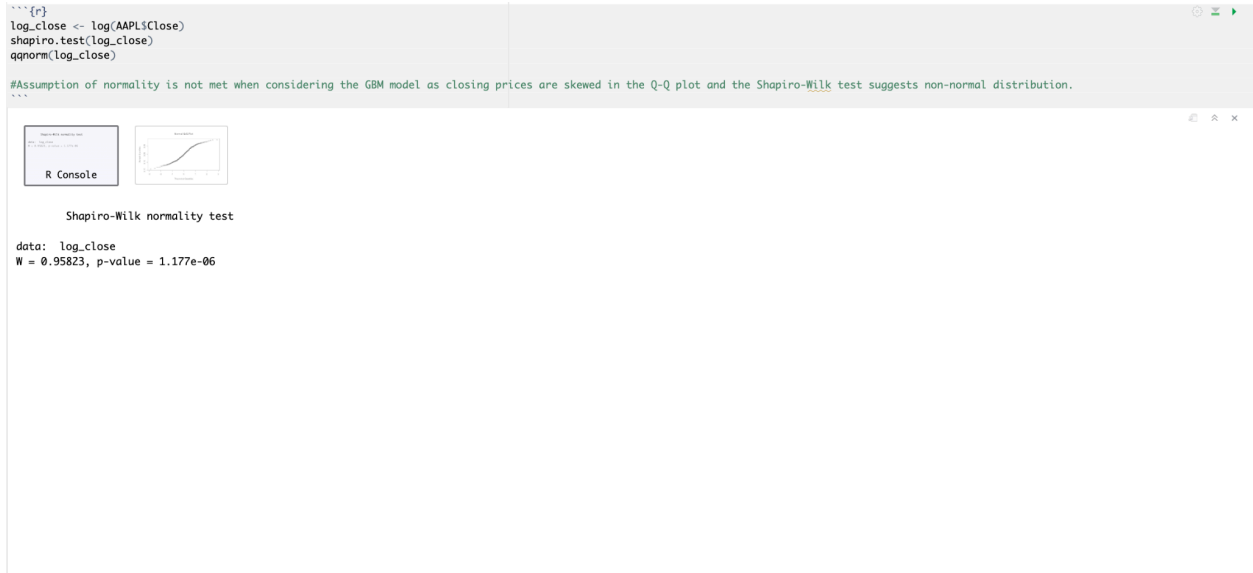 ```{r}
log_close <- log(AAPL$Close)
shapiro.test(log_close)
qqnorm(log_close)
#Assumption of normality is not met when considering the GBM model as closing prices are skewed in the Q-Q plot and the Shapiro-Wilk test suggests non-normal distribution.
```
R Console
Shapiro-Wilk normality test
data:  log_close
W = 0.95823, p-value = 1.177e-06